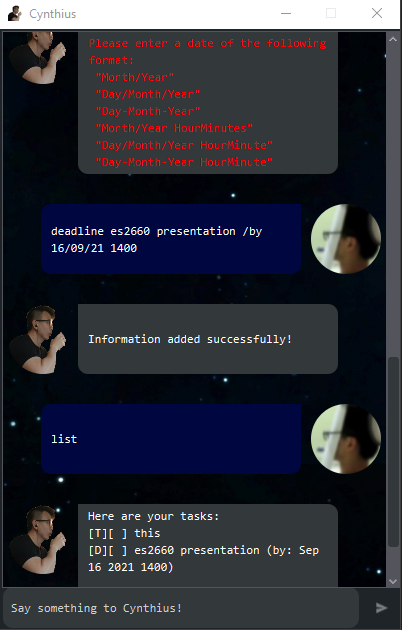 Cynthius
Please enter a date of the following
format:
"Month/Year"
"Day/Month/Year"
"Day-Month-Year"
"Month/Year HourMinutes"
"Day/Month/Year HourMinute"
"Day-Month-Year HourMinute"
deadline es2660 presentation /by
16/09/21 1400
Information added successfully!
list
Here are your tasks:
[T][ ] this
[D][ ] es2660 presentation (by: Sep
16 2021 1400)
Say something to Cynthius!